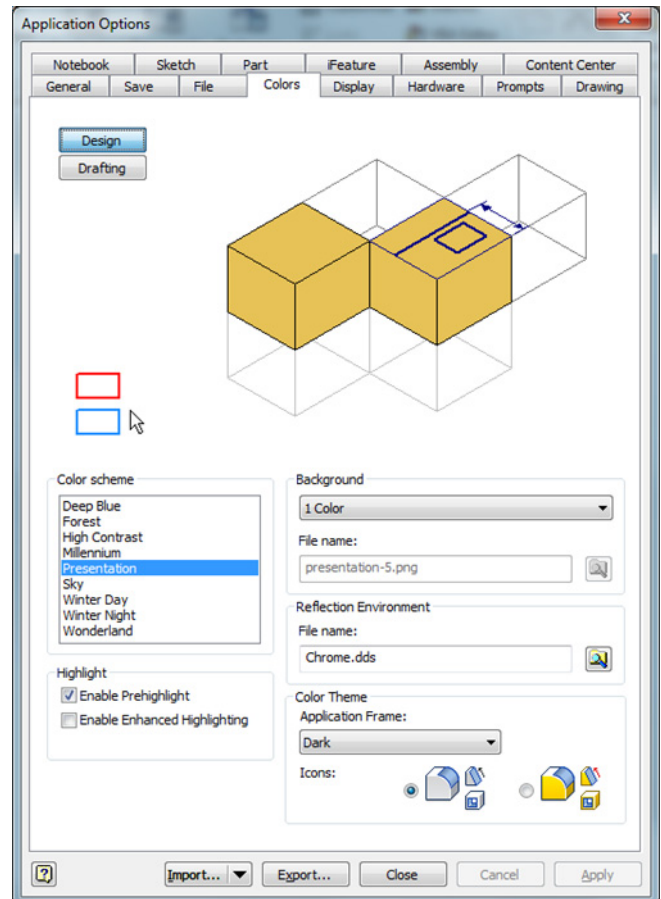 Application Options
Notebook Sketch Part iFeature Assembly Content Center
General Save File Colors Display Hardware Prompts Drawing
Design
Drafting
Color scheme
Deep Blue
Forest
High Contrast
Millennium
Presentation
Sky
Winter Day
Winter Night
Wonderland
Highlight
Enable Prehighlight
Enable Enhanced Highlighting
Background
1 Color
File name:
presentation-5.png
Reflection Environment
File name:
Chrome.dds
Color Theme
Application Frame:
Dark
Icons:
Import... Export... Close Cancel Apply